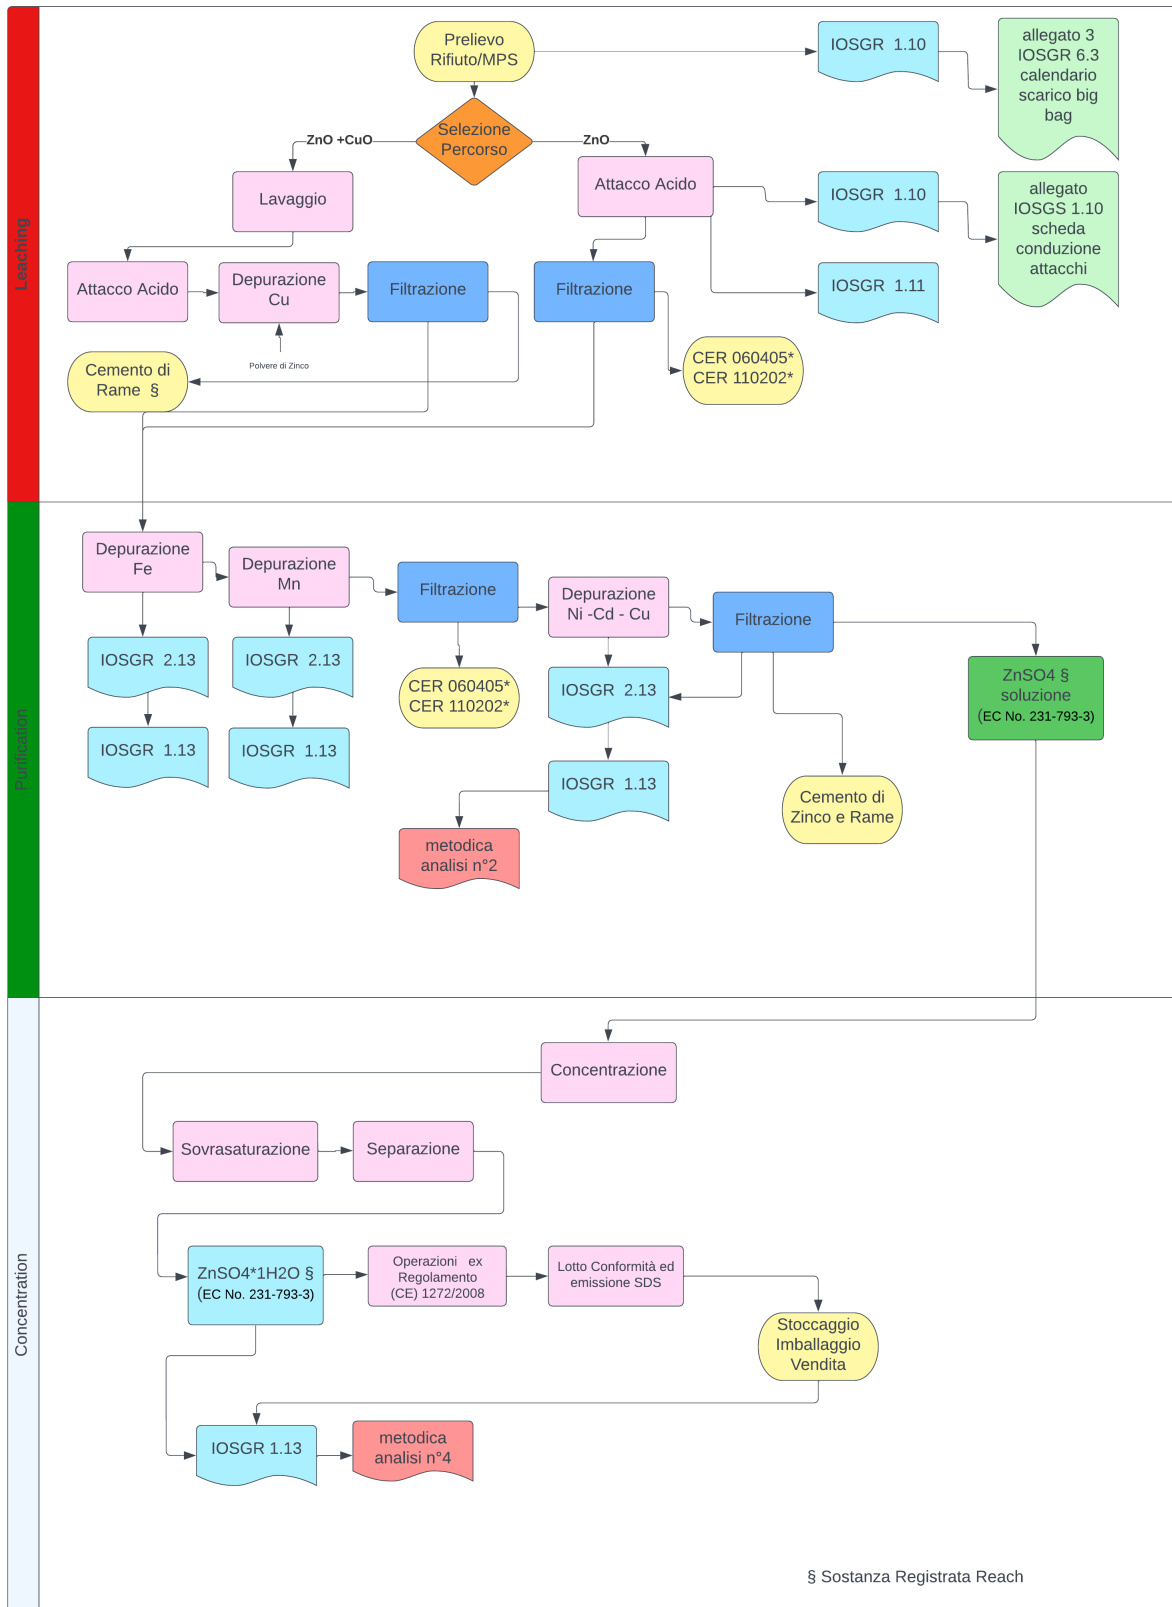 Leaching
Prelievo
Rifiuto/MPS
IOSGR 1.10
allegato 3
IOSGR 6.3
calendario
scarico big
bag
Selezione
Percorso
ZnO +CuO
ZnO
Lavaggio
Attacco Acido
IOSGR 1.10
allegato
IOSGS 1.10
scheda
conduzione
attacchi
Attacco Acido
Depurazione
Cu
Filtrazione
Filtrazione
IOSGR 1.11
Polvere di Zinco
Cemento di
Rame §
CER 060405*
CER 110202*
Purification
Depurazione
Fe
Depurazione
Mn
Filtrazione
Depurazione
Ni -Cd - Cu
Filtrazione
IOSGR 2.13
IOSGR 2.13
CER 060405*
CER 110202*
IOSGR 2.13
ZnSO4 §
soluzione
(EC No. 231-793-3)
IOSGR 1.13
IOSGR 1.13
IOSGR 1.13
Cemento di
Zinco e Rame
metodica
analisi n°2
Concentration
Concentrazione
Sovrasaturazione
Separazione
ZnSO4*1H2O §
(EC No. 231-793-3)
Operazioni ex
Regolamento
(CE) 1272/2008
Lotto Conformità ed
emissione SDS
Stoccaggio
Imballaggio
Vendita
IOSGR 1.13
metodica
analisi n°4
§ Sostanza Registrata Reach